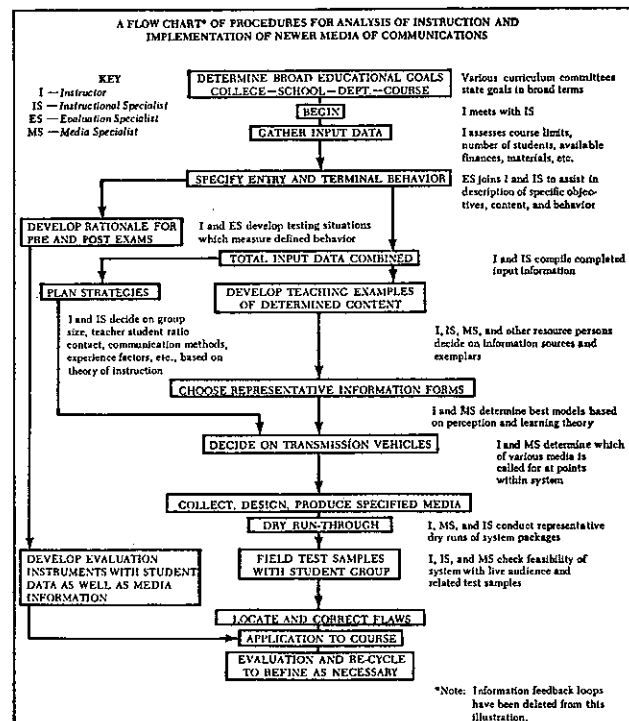 A FLOW CHART* OF PROCEDURES FOR ANALYSIS OF INSTRUCTION AND
IMPLEMENTATION OF NEWER MEDIA OF COMMUNICATIONS
KEY
I — Instructor
IS — Instructional Specialist
ES — Evaluation Specialist
MS — Media Specialist
DETERMINE BROAD EDUCATIONAL GOALS
COLLEGE—SCHOOL—DEPT.—COURSE
Various curriculum committees
state goals in broad terms
BEGIN
I meets with IS
GATHER INPUT DATA
I assesses course limits,
number of students, available
finances, materials, etc.
SPECIFY ENTRY AND TERMINAL BEHAVIOR
ES joins I and IS to assist in
description of specific objec-
tives, content, and behavior
DEVELOP RATIONALE FOR
PRE AND POST EXAMS
I and ES develop testing situations
which measure defined behavior
TOTAL INPUT DATA COMBINED
I and IS compile completed
input information
PLAN STRATEGIES
DEVELOP TEACHING EXAMPLES
OF DETERMINED CONTENT
I and IS decide on group
size, teacher student ratio
contact, communication methods,
experience factors, etc., based on
theory of instruction
I, IS, MS, and other resource persons
decide on information sources and
exemplars
CHOOSE REPRESENTATIVE INFORMATION FORMS
I and MS determine best models based
on perception and learning theory
DECIDE ON TRANSMISSION VEHICLES
I and MS determine which
of various media is
called for at points
within system
COLLECT, DESIGN, PRODUCE SPECIFIED MEDIA
DRY RUN-THROUGH
I, MS, and IS conduct representative
dry runs of system packages
DEVELOP EVALUATION
INSTRUMENTS WITH STUDENT
DATA AS WELL AS MEDIA
INFORMATION
FIELD TEST SAMPLES
WITH STUDENT GROUP
I, IS, and MS check feasibility of
system with live audience and
related test samples
LOCATE AND CORRECT FLAWS
APPLICATION TO COURSE
EVALUATION AND RE-CYCLE
TO REFINE AS NECESSARY
*Note: Information feedback loops
have been deleted from this
illustration.